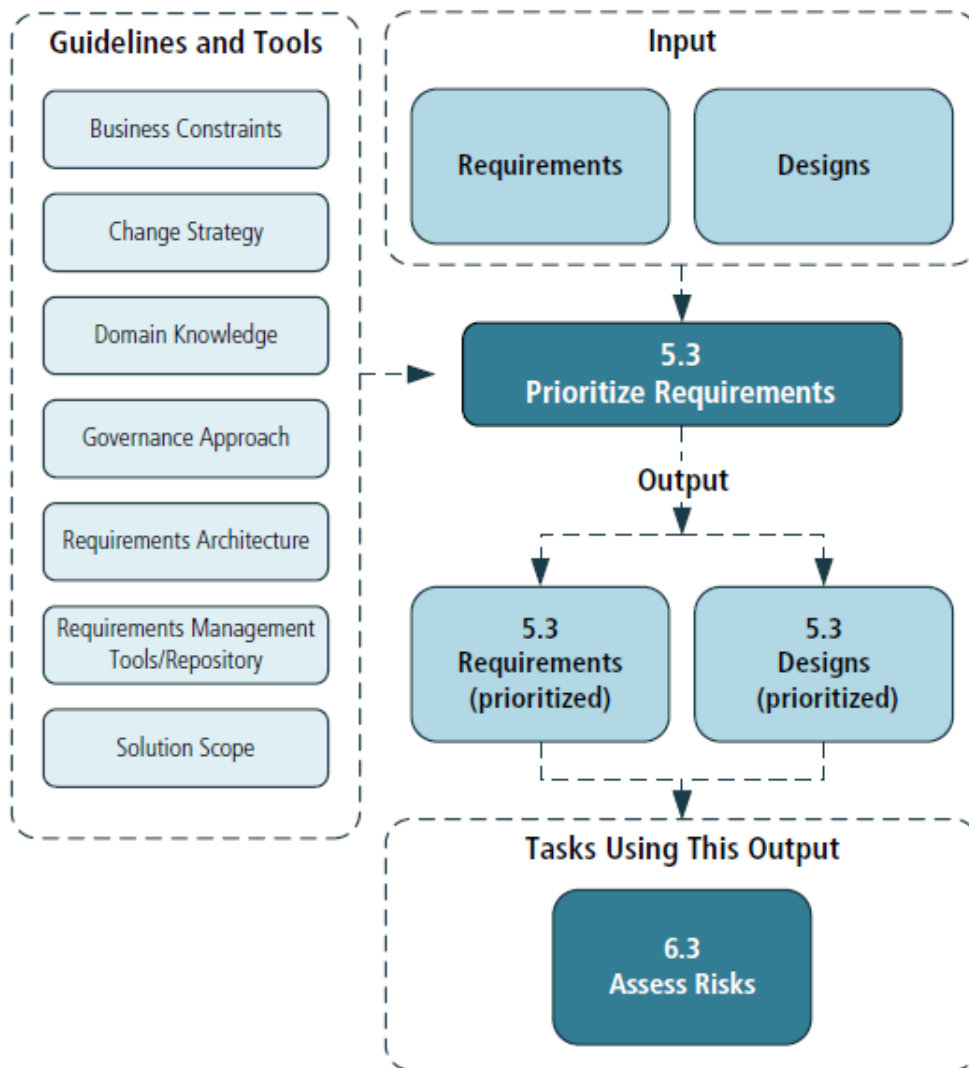 Guidelines and Tools
Business Constraints
Change Strategy
Domain Knowledge
Governance Approach
Requirements Architecture
Requirements Management
Tools/Repository
Solution Scope
Input
Requirements
Designs
5.3
Prioritize Requirements
Output
5.3
Requirements
(prioritized)
5.3
Designs
(prioritized)
Tasks Using This Output
6.3
Assess Risks